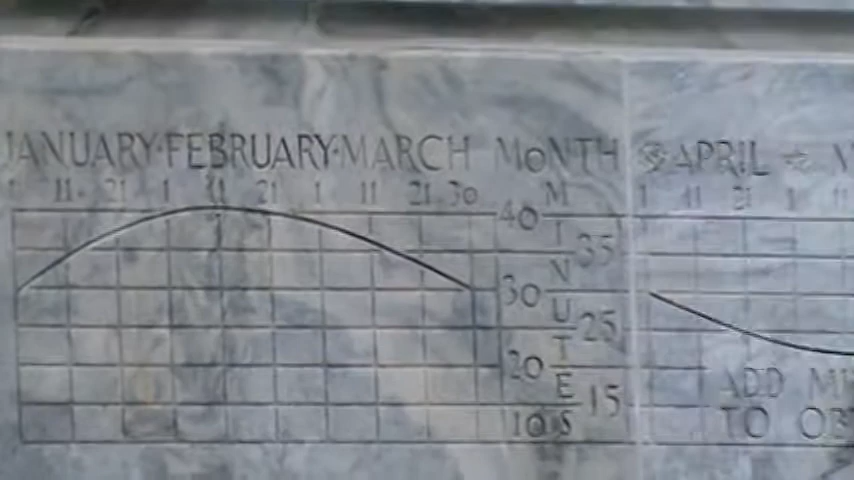 JANUARY·FEBRUARY·MARCH MONTH APRIL
1 11 21 1 11 21 1 11 21 30 1 11 21 1 11
MINUTES
40
35
30
25
20
15
10
ADD
TO